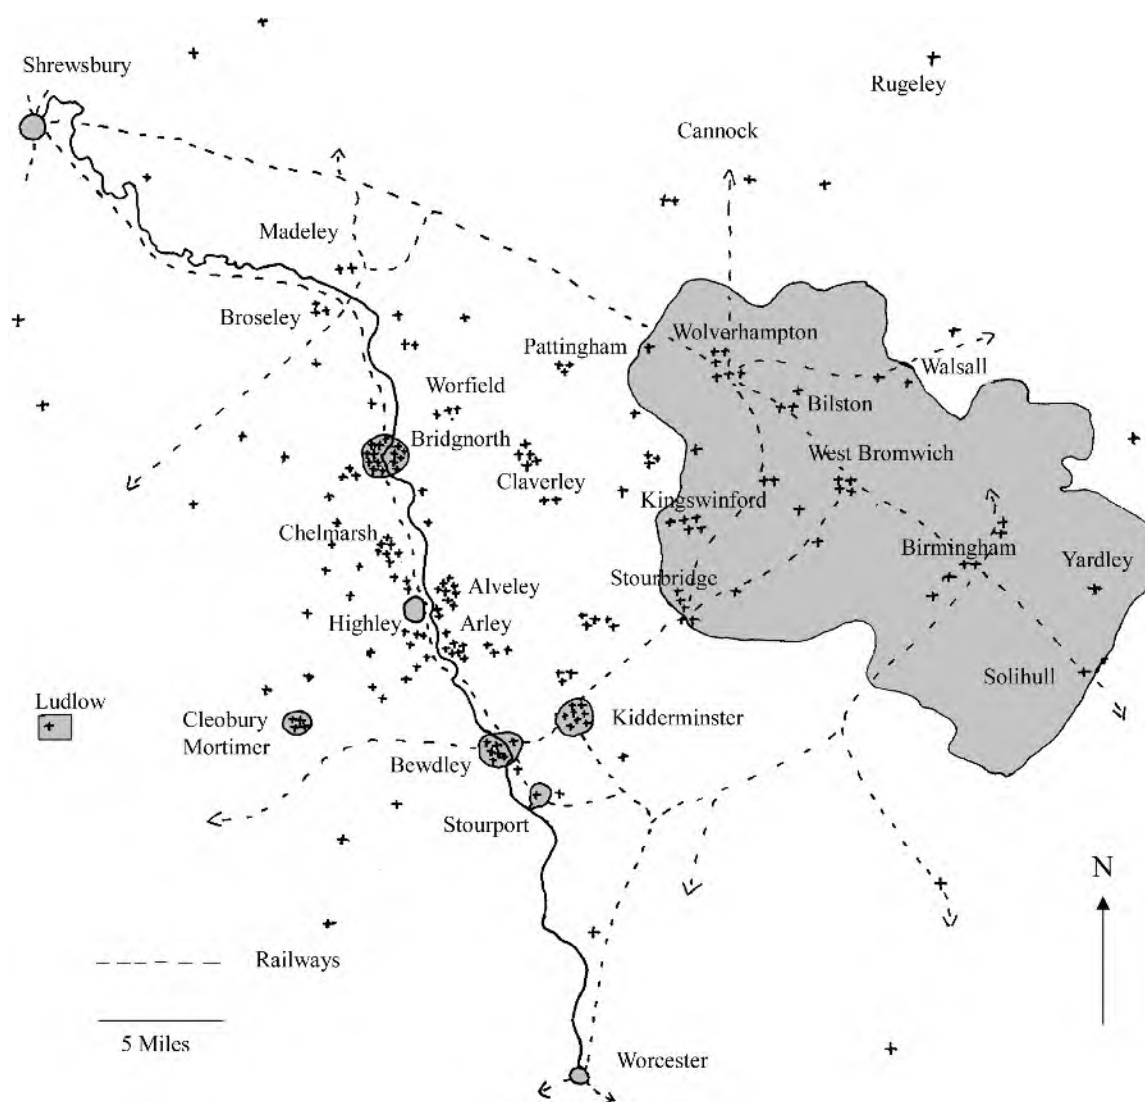 Shrewsbury
Rugeley
Cannock
Madeley
Broseley
Pattingham
Wolverhampton
Walsall
Worfield
Bilston
Bridgnorth
West Bromwich
Claverley
Kingswinford
Chelmarsh
Birmingham
Yardley
Stourbridge
Alveley
Highley
Arley
Solihull
Ludlow
Cleobury
Mortimer
Kidderminster
Bewdley
Stourport
N
Railways
5 Miles
Worcester